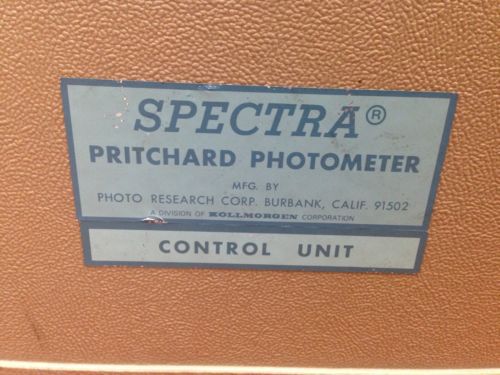 SPECTRA®
PRITCHARD PHOTOMETER
MFG. BY
PHOTO RESEARCH CORP. BURBANK, CALIF. 91502
A DIVISION OF KOLLMORGEN CORPORATION
CONTROL UNIT